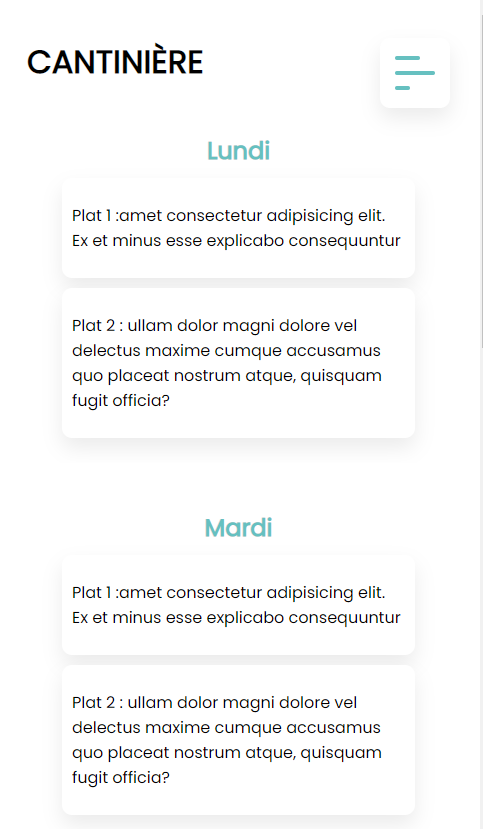 CANTINIÈRE
Lundi
Plat 1 :amet consectetur adipisicing elit.
Ex et minus esse explicabo consequuntur
Plat 2 : ullam dolor magni dolore vel
delectus maxime cumque accusamus
quo placeat nostrum atque, quisquam
fugit officia?
Mardi
Plat 1 :amet consectetur adipisicing elit.
Ex et minus esse explicabo consequuntur
Plat 2 : ullam dolor magni dolore vel
delectus maxime cumque accusamus
quo placeat nostrum atque, quisquam
fugit officia?